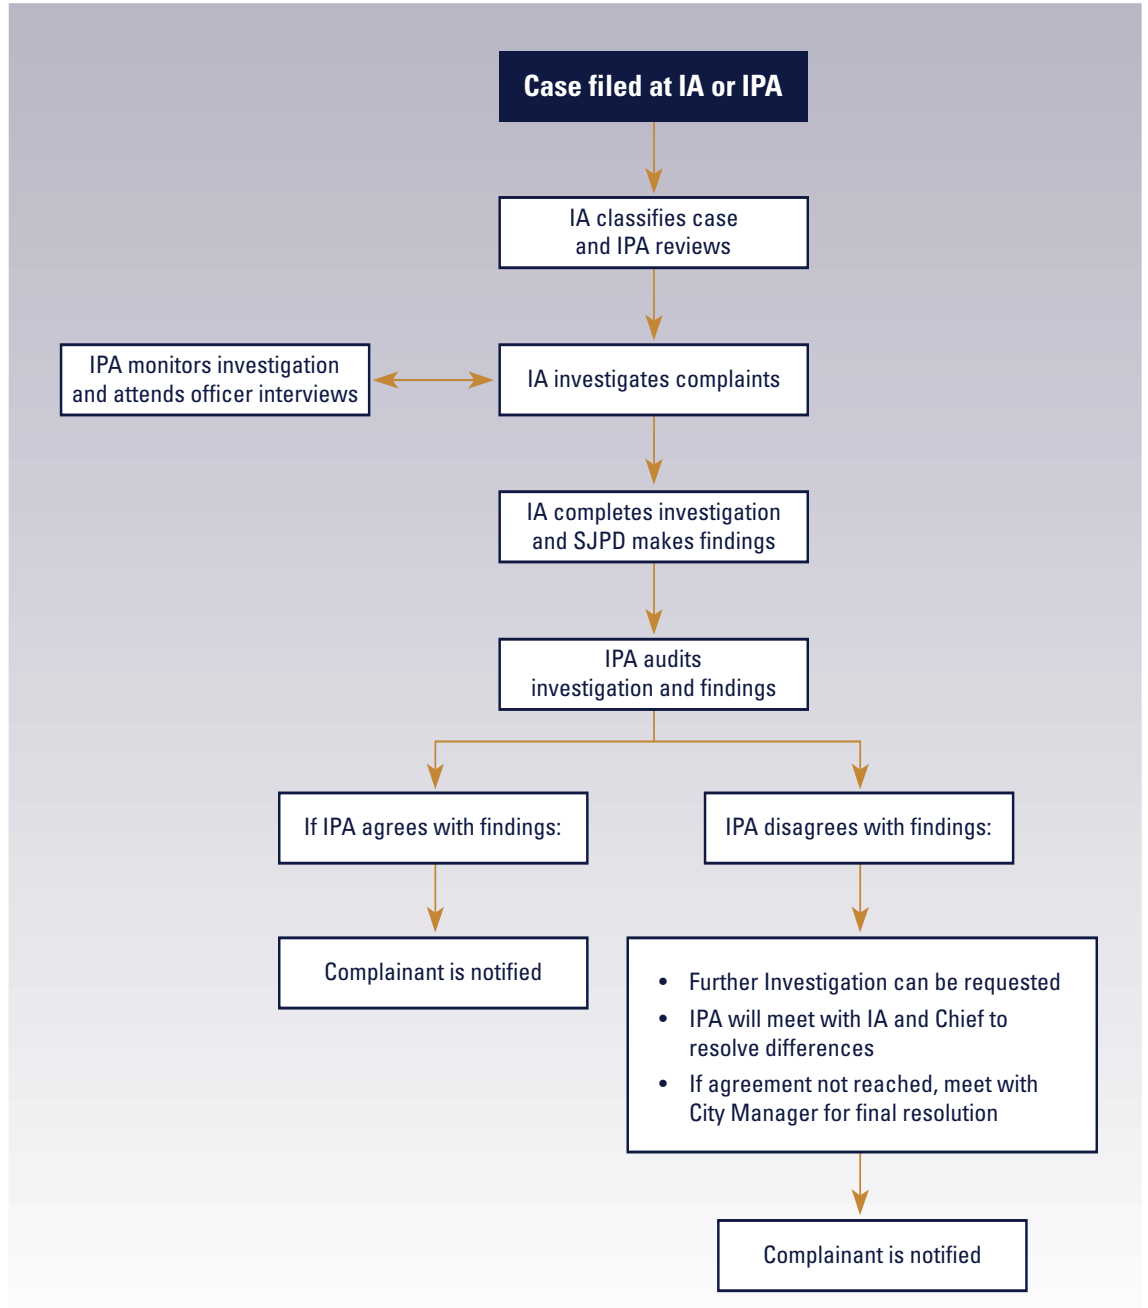 Case filed at IA or IPA
IA classifies case
and IPA reviews
IPA monitors investigation
and attends officer interviews
IA investigates complaints
IA completes investigation
and SJPD makes findings
IPA audits
investigation and findings
If IPA agrees with findings:
IPA disagrees with findings:
Complainant is notified
• Further Investigation can be requested
• IPA will meet with IA and Chief to
resolve differences
• If agreement not reached, meet with
City Manager for final resolution
Complainant is notified